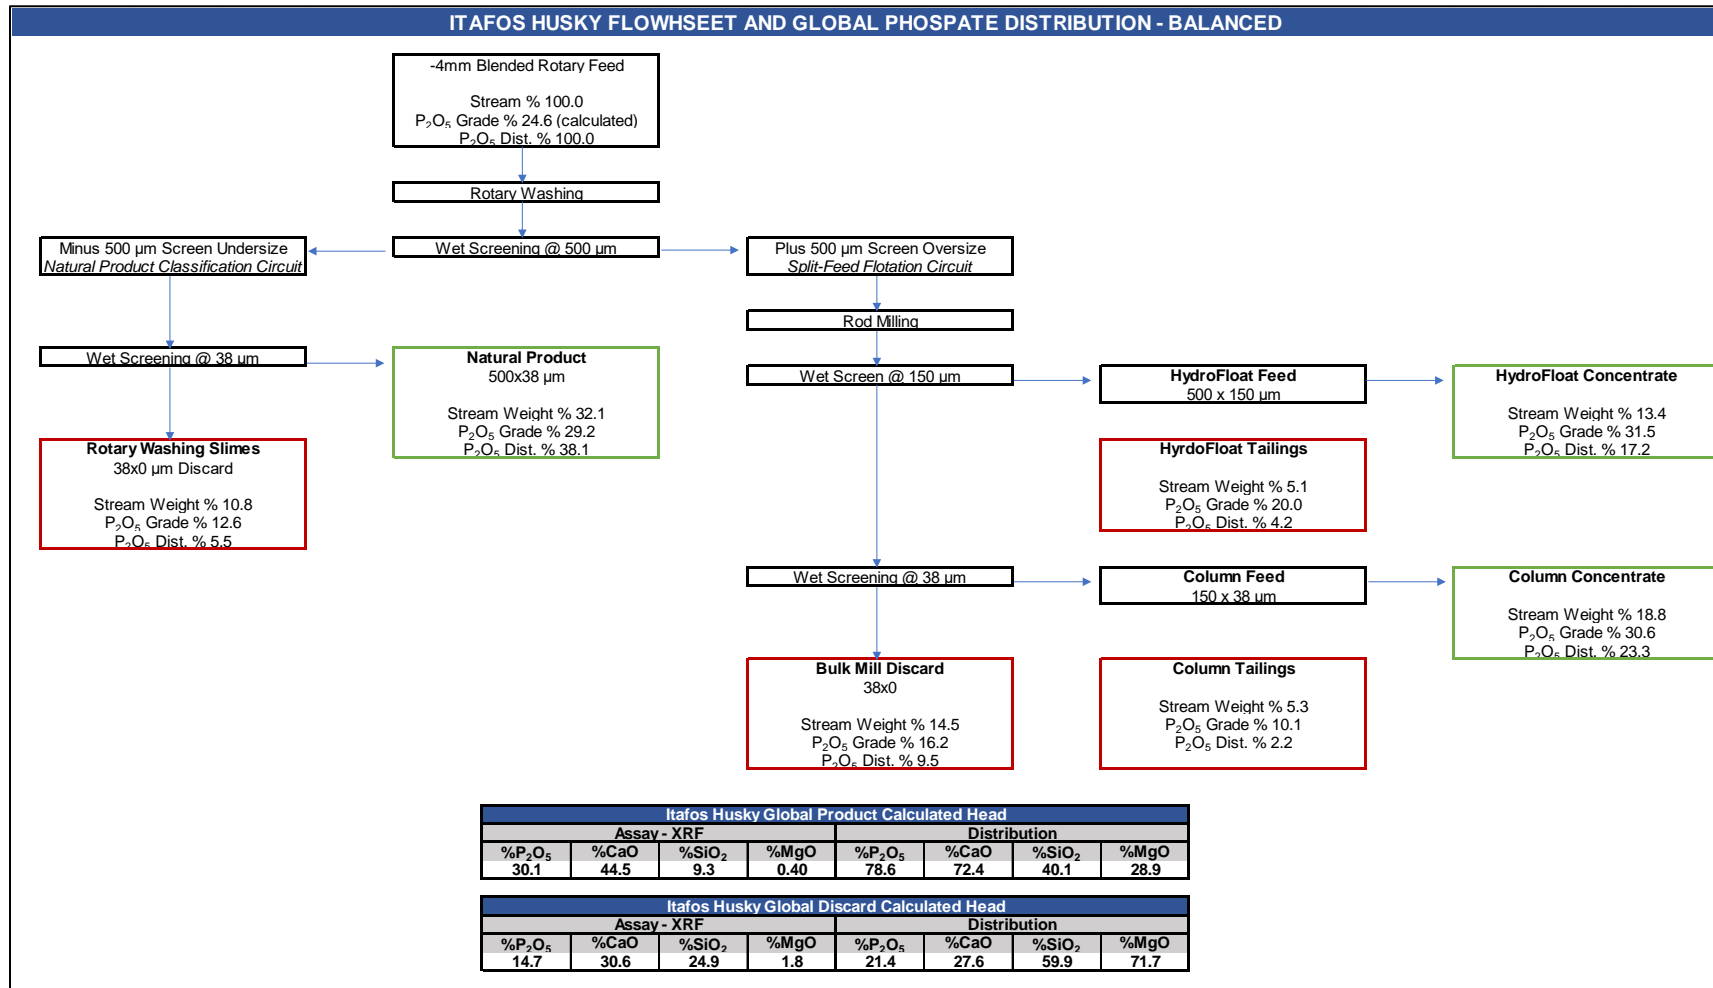 ITAFOS HUSKY FLOWHSEET AND GLOBAL PHOSPATE DISTRIBUTION - BALANCED
-4mm Blended Rotary Feed
Stream % 100.0
P₂O₅ Grade % 24.6 (calculated)
P₂O₅ Dist. % 100.0
Rotary Washing
Wet Screening @ 500 µm
Minus 500 µm Screen Undersize
Natural Product Classification Circuit
Plus 500 µm Screen Oversize
Split-Feed Flotation Circuit
Rod Milling
Wet Screening @ 38 µm
Natural Product
500x38 µm
Stream Weight % 32.1
P₂O₅ Grade % 29.2
P₂O₅ Dist. % 38.1
Rotary Washing Slimes
38x0 µm Discard
Stream Weight % 10.8
P₂O₅ Grade % 12.6
P₂O₅ Dist. % 5.5
Wet Screen @ 150 µm
HydroFloat Feed
500 x 150 µm
HydroFloat Concentrate
Stream Weight % 13.4
P₂O₅ Grade % 31.5
P₂O₅ Dist. % 17.2
HyrdoFloat Tailings
Stream Weight % 5.1
P₂O₅ Grade % 20.0
P₂O₅ Dist. % 4.2
Wet Screening @ 38 µm
Column Feed
150 x 38 µm
Column Concentrate
Stream Weight % 18.8
P₂O₅ Grade % 30.6
P₂O₅ Dist. % 23.3
Bulk Mill Discard
38x0
Stream Weight % 14.5
P₂O₅ Grade % 16.2
P₂O₅ Dist. % 9.5
Column Tailings
Stream Weight % 5.3
P₂O₅ Grade % 10.1
P₂O₅ Dist. % 2.2
Itafos Husky Global Product Calculated Head
Assay - XRF Distribution
%P₂O₅ %CaO %SiO₂ %MgO %P₂O₅ %CaO %SiO₂ %MgO
30.1 44.5 9.3 0.40 78.6 72.4 40.1 28.9
Itafos Husky Global Discard Calculated Head
Assay - XRF Distribution
%P₂O₅ %CaO %SiO₂ %MgO %P₂O₅ %CaO %SiO₂ %MgO
14.7 30.6 24.9 1.8 21.4 27.6 59.9 71.7